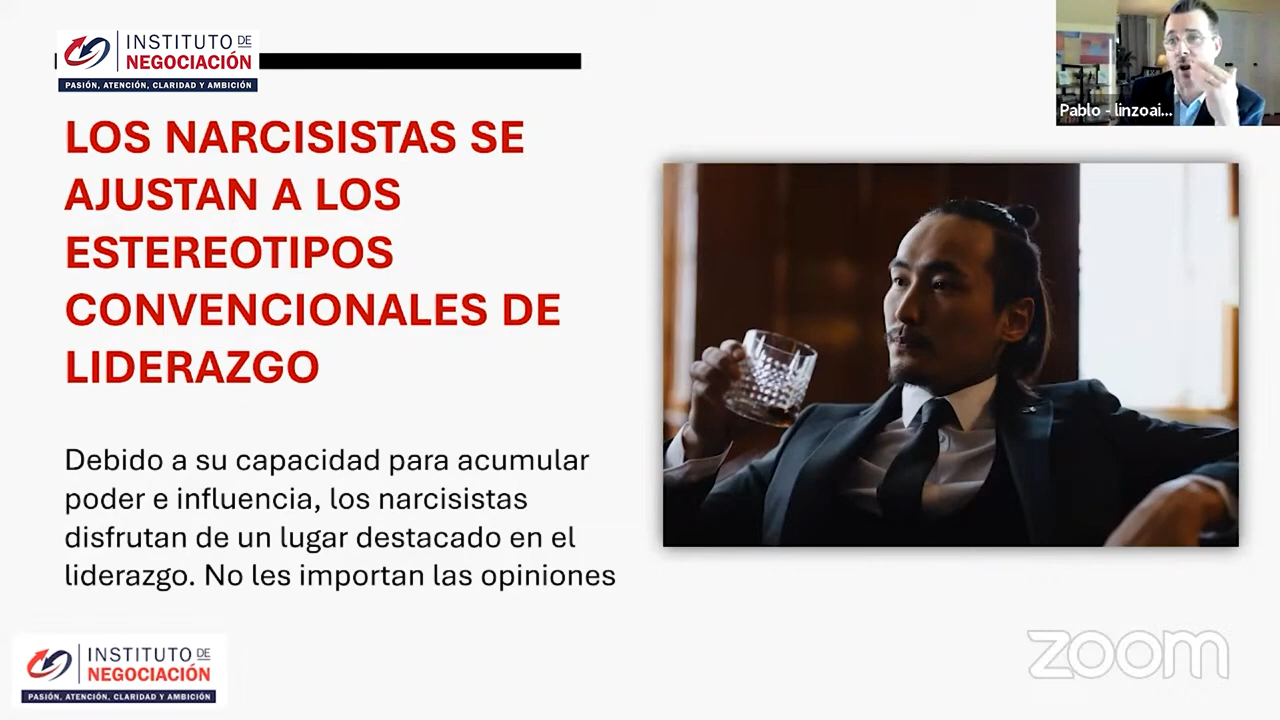 INSTITUTO DE
NEGOCIACIÓN
PASIÓN, ATENCIÓN, CLARIDAD Y AMBICIÓN
Pablo - linzoai...
LOS NARCISISTAS SE
AJUSTAN A LOS
ESTEREOTIPOS
CONVENCIONALES DE
LIDERAZGO
Debido a su capacidad para acumular
poder e influencia, los narcisistas
disfrutan de un lugar destacado en el
liderazgo. No les importan las opiniones
INSTITUTO DE
NEGOCIACIÓN
PASIÓN, ATENCIÓN, CLARIDAD Y AMBICIÓN
zoom